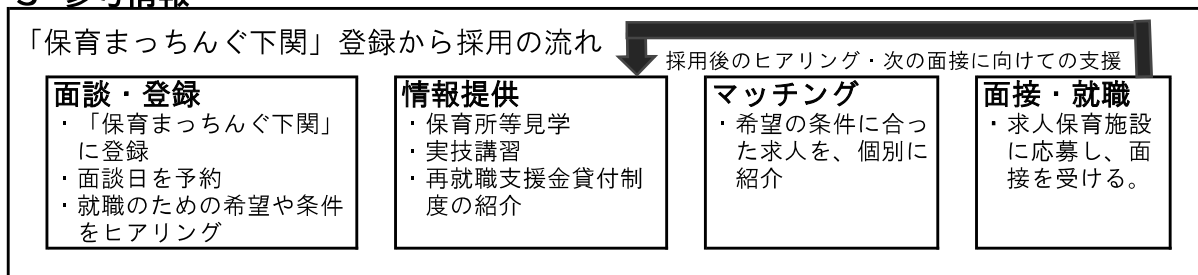 「保育まっちんぐ下関」登録から採用の流れ
採用後のヒアリング・次の面接に向けての支援
面談・登録
・「保育まっちんぐ下関」
に登録
・面談日を予約
・就職のための希望や条件
をヒアリング
情報提供
・保育所等見学
・実技講習
・再就職支援金貸付制
度の紹介
マッチング
・希望の条件に合っ
た求人を、個別に
紹介
面接・就職
・求人保育施設
に応募し、面
接を受ける。